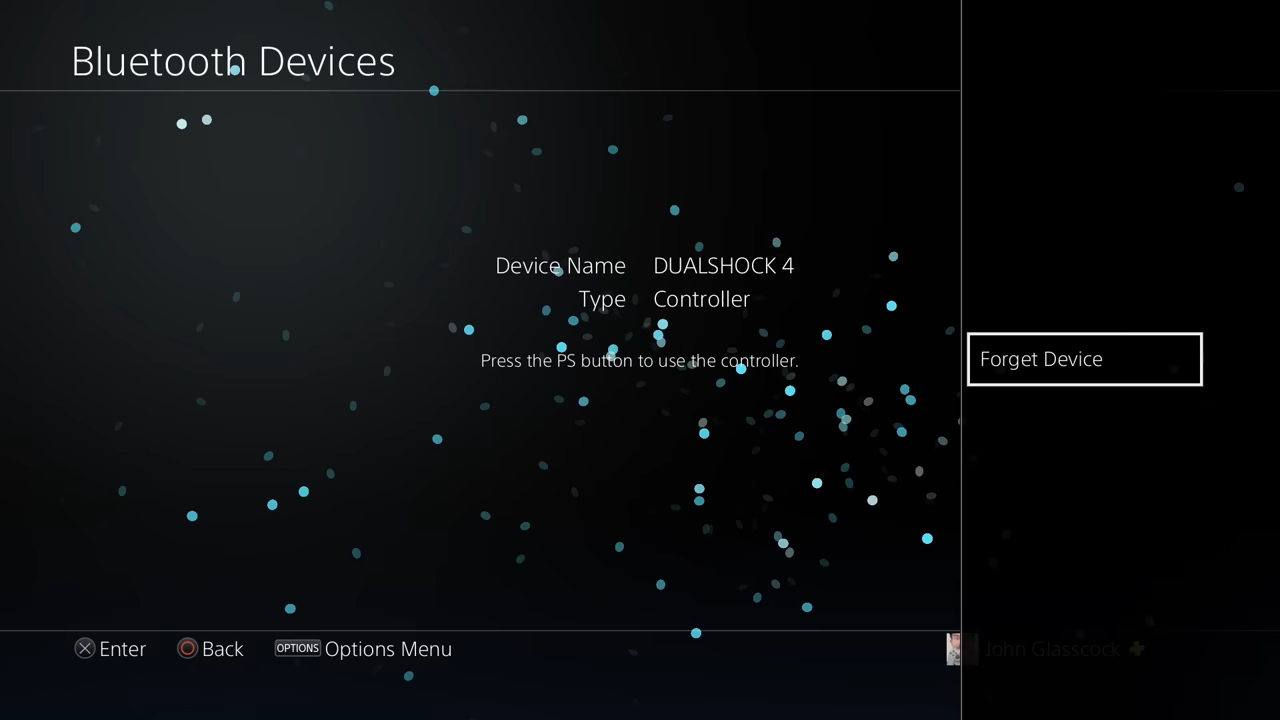 Bluetooth Devices
Device Name DUALSHOCK 4
Type Controller
Press the PS button to use the controller.
Forget Device
Enter Back OPTIONS Options Menu John Glasscock